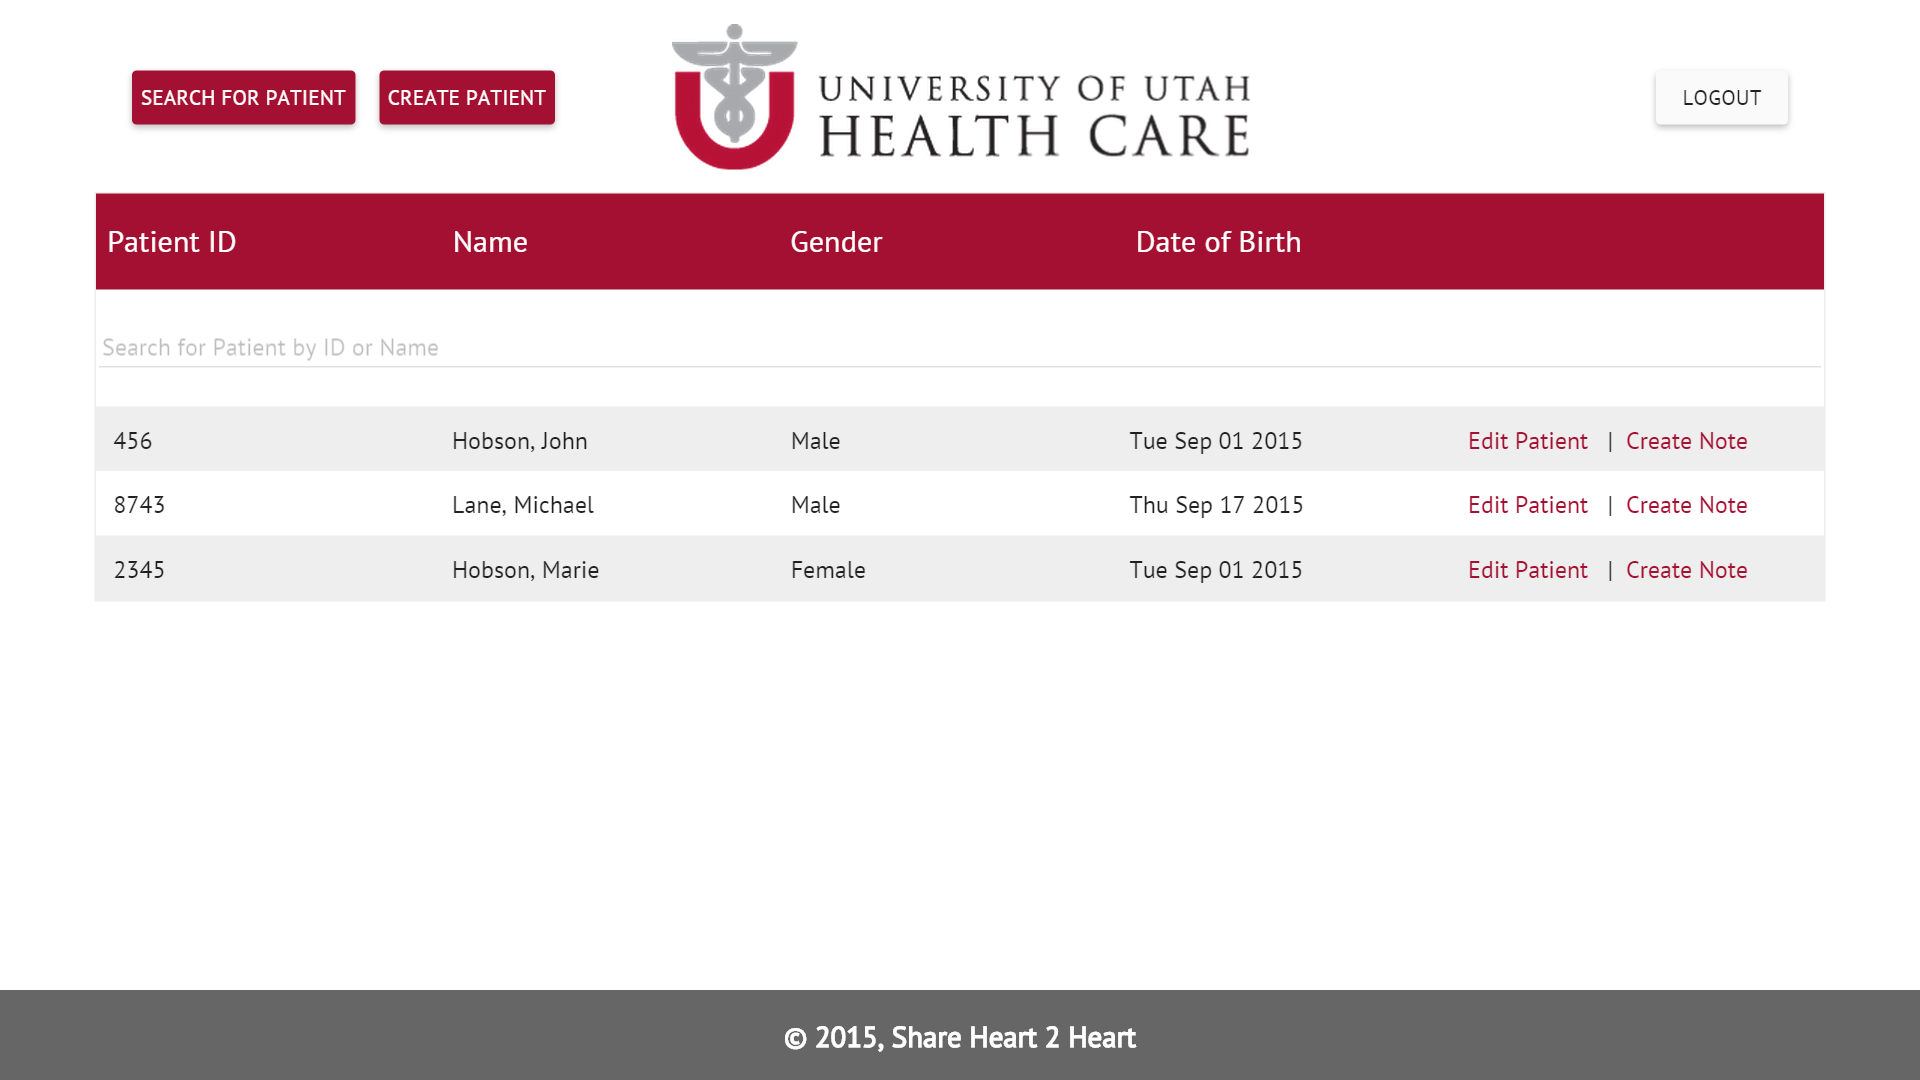 SEARCH FOR PATIENT CREATE PATIENT UNIVERSITY OF UTAH LOGOUT
HEALTH CARE
Patient ID Name Gender Date of Birth
Search for Patient by ID or Name
456 Hobson, John Male Tue Sep 01 2015 Edit Patient | Create Note
8743 Lane, Michael Male Thu Sep 17 2015 Edit Patient | Create Note
2345 Hobson, Marie Female Tue Sep 01 2015 Edit Patient | Create Note
© 2015, Share Heart 2 Heart